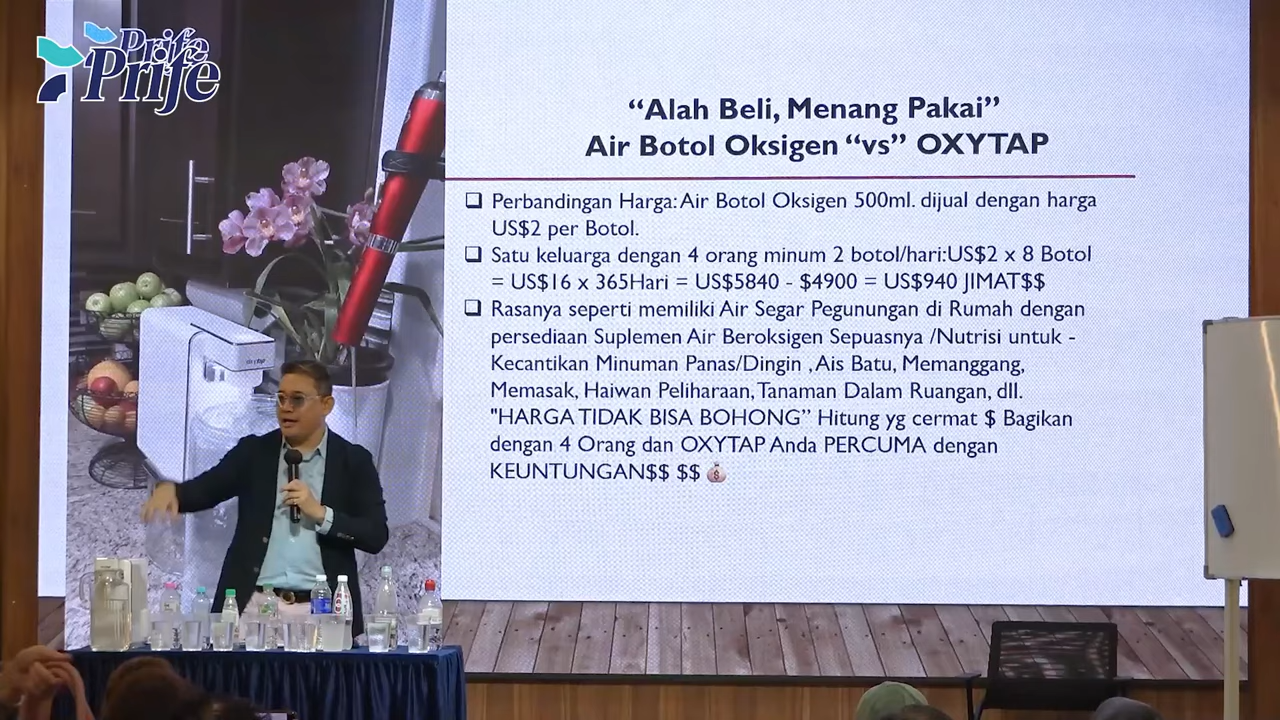 Prife
Prife
“Alah Beli, Menang Pakai”
Air Botol Oksigen “vs” OXYTAP
Perbandingan Harga: Air Botol Oksigen 500ml. dijual dengan harga
US$2 per Botol.
Satu keluarga dengan 4 orang minum 2 botol/hari:US$2 x 8 Botol
= US$16 x 365Hari = US$5840 - $4900 = US$940 JIMAT$$
Rasanya seperti memiliki Air Segar Pegunungan di Rumah dengan
persediaan Suplemen Air Beroksigen Sepuasnya /Nutrisi untuk -
Kecantikan Minuman Panas/Dingin , Ais Batu, Memanggang,
Memasak, Haiwan Peliharaan, Tanaman Dalam Ruangan, dll.
"HARGA TIDAK BISA BOHONG” Hitung yg cermat $ Bagikan
dengan 4 Orang dan OXYTAP Anda PERCUMA dengan
KEUNTUNGAN$$ $$